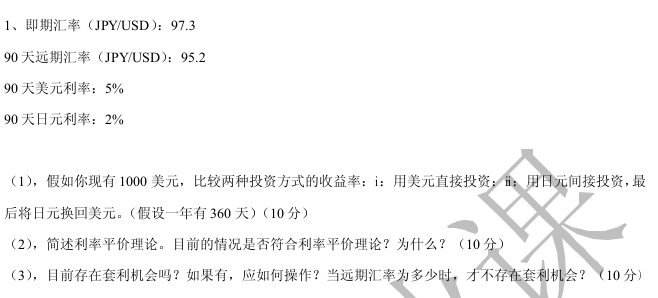 1、即期汇率（JPY/USD）：97.3
90 天远期汇率（JPY/USD）：95.2
90 天美元利率：5%
90 天日元利率：2%
（1），假如你现有 1000 美元，比较两种投资方式的收益率：i：用美元直接投资；ii：用日元间接投资，最
后将日元换回美元。（假设一年有 360 天）（10 分）
（2），简述利率平价理论。目前的情况是否符合利率平价理论？为什么？（10 分）
（3），目前存在套利机会吗？如果有，应如何操作？当远期汇率为多少时，才不存在套利机会？（10 分）
课